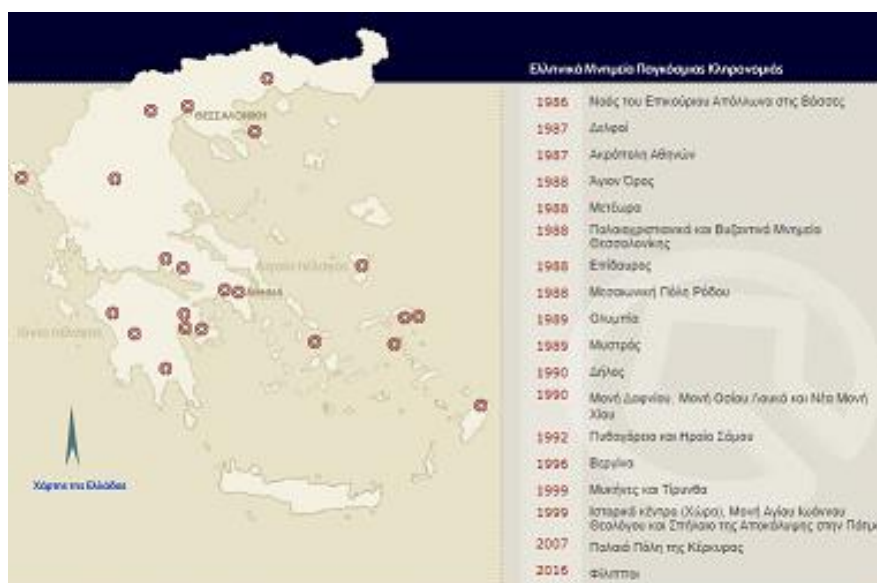 Ελληνικά Μνημεία Παγκόσμιας Κληρονομιάς
ΘΕΣΣΑΛΟΝΙΚΗ
Αιγαίο Πέλαγος
ΑΘΗΝΑ
Ιόνιο Πέλαγος
Χάρτης της Ελλάδας
1986 Ναός του Επικούριου Απόλλωνα στις Βάσσες
1987 Δελφοί
1987 Ακρόπολη Αθηνών
1988 Άγιον Όρος
1988 Μετέωρα
1988 Παλαιοχριστιανικά και Βυζαντινά Μνημεία
Θεσσαλονίκης
1988 Επίδαυρος
1988 Μεσαιωνική Πόλη Ρόδου
1989 Ολυμπία
1989 Μυστράς
1990 Δήλος
1990 Μονή Δαφνίου, Μονή Οσίου Λουκά και Νέα Μονή
Χίου
1992 Πυθαγόρειο και Ηραίο Σάμου
1996 Βεργίνα
1999 Μυκήνες και Τίρυνθα
1999 Ιστορικό κέντρο (Χώρα), Μονή Αγίου Ιωάννου
Θεολόγου και Σπήλαιο της Αποκάλυψης στην Πάτμο
2007 Παλαιά Πόλη της Κέρκυρας
2016 Φίλιπποι